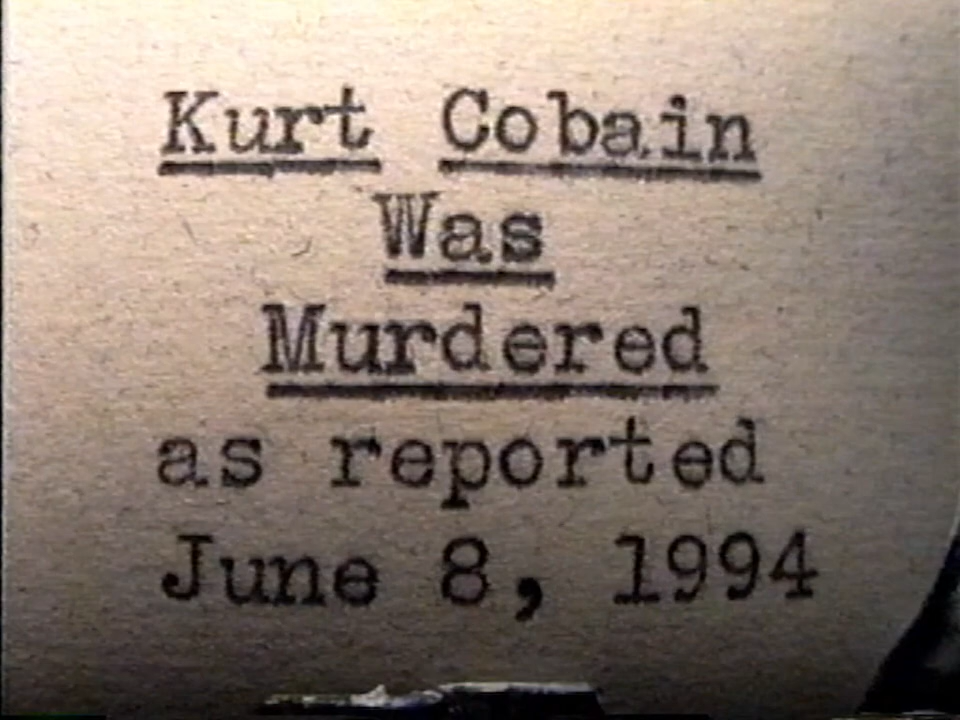 Kurt Cobain
Was
Murdered
as reported
June 8, 1994